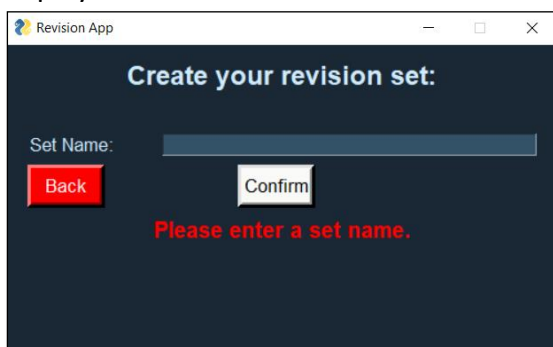 Revision App
Create your revision set:
Set Name:
Back Confirm
Please enter a set name.